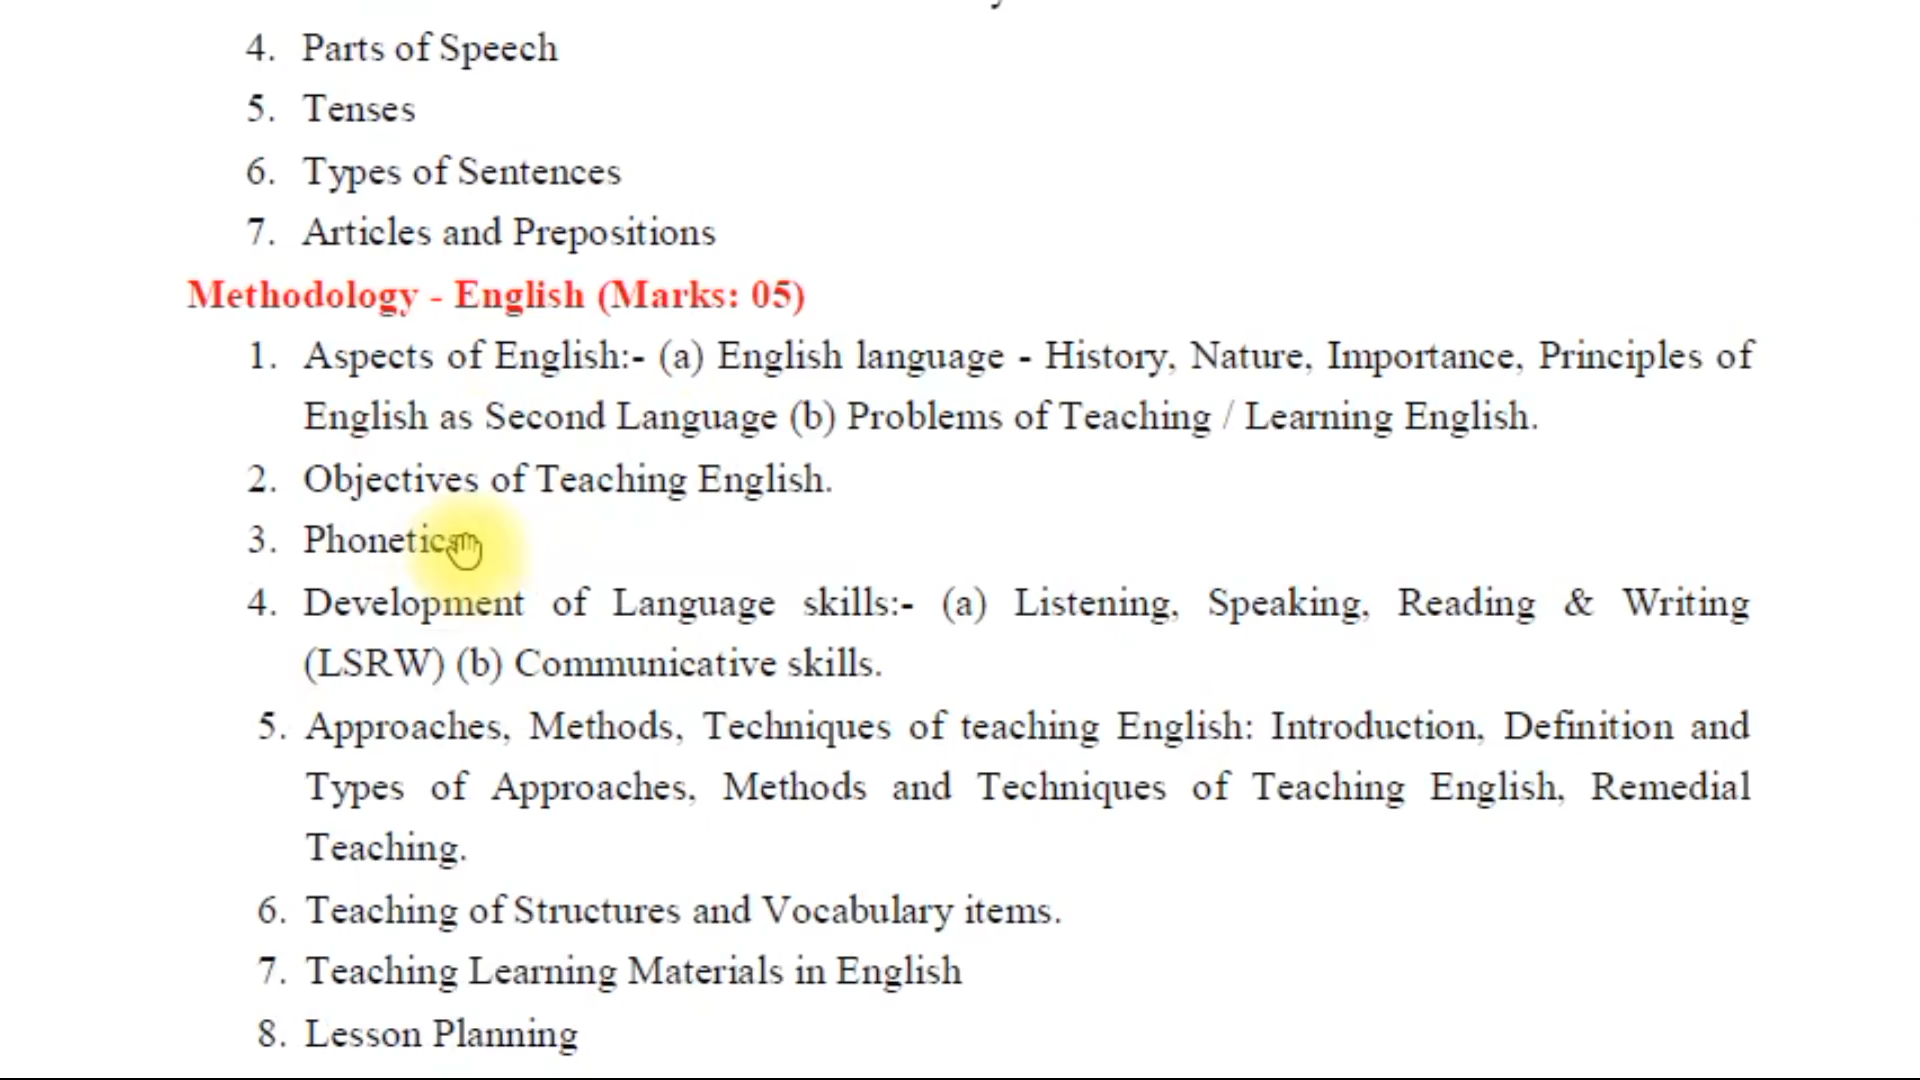 4. Parts of Speech
5. Tenses
6. Types of Sentences
7. Articles and Prepositions
Methodology - English (Marks: 05)
1. Aspects of English:- (a) English language - History, Nature, Importance, Principles of
English as Second Language (b) Problems of Teaching / Learning English.
2. Objectives of Teaching English.
3. Phonetics
4. Development of Language skills:- (a) Listening, Speaking, Reading & Writing
(LSRW) (b) Communicative skills.
5. Approaches, Methods, Techniques of teaching English: Introduction, Definition and
Types of Approaches, Methods and Techniques of Teaching English, Remedial
Teaching.
6. Teaching of Structures and Vocabulary items.
7. Teaching Learning Materials in English
8. Lesson Planning